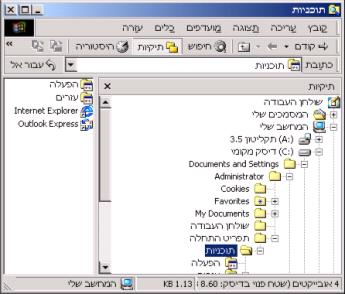 תוכניות
קובץ עריכה תצוגה מועדפים כלים עזרה
קודם חיפוש תיקיות היסטוריה
כתובת תוכניות עבור אל
תיקיות
שולחן העבודה
המסמכים שלי
המחשב שלי
תקליטון 3.5 (A:)
דיסק מקומי (C:)
Documents and Settings
Administrator
Cookies
Favorites
My Documents
שולחן העבודה
תפריט התחלה
תוכניות
הפעלה
הפעלה
עזרים
Internet Explorer
Outlook Express
4 אובייקטים (שטח פנוי בדיסק: 8.60 1.13 KB המחשב שלי